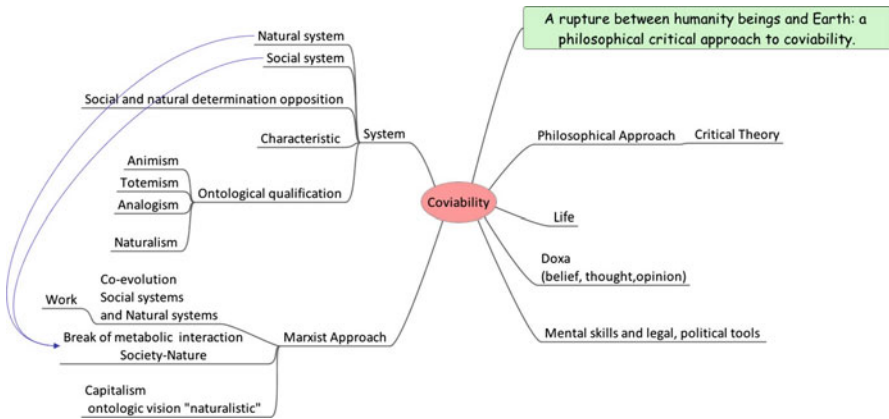 A rupture between humanity beings and Earth: a
philosophical critical approach to coviability.
Natural system
Social system
Social and natural determination opposition
Characteristic
System
Animism
Totemism
Analogism
Naturalism
Ontological qualification
Coviability
Philosophical Approach
Critical Theory
Life
Doxa
(belief, thought,opinion)
Mental skills and legal, political tools
Work
Co-evolution
Social systems
and Natural systems
Break of metabolic interaction
Society-Nature
Marxist Approach
Capitalism
ontologic vision "naturalistic"